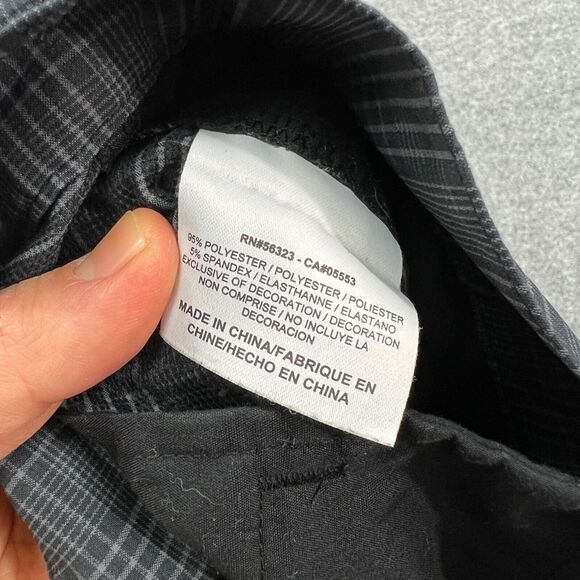 RN#56323 - CA#05553
95% POLYESTER / POLYESTER / POLIESTER
5% SPANDEX / ELASTHANNE / ELASTANO
EXCLUSIVE OF DECORATION / DECORATION
NON COMPRISE / NO INCLUYE LA
DECORACION
MADE IN CHINA/FABRIQUE EN
CHINE/HECHO EN CHINA